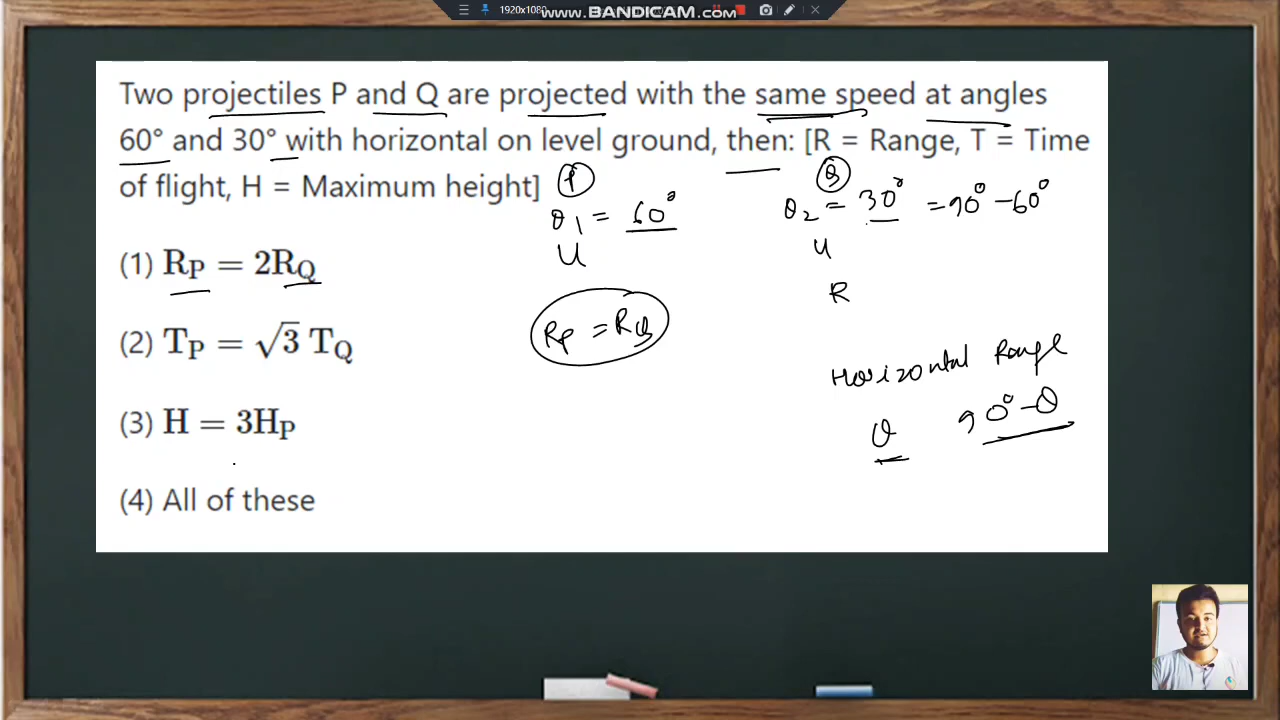 1920x1080
www.BANDICAM.com
Two projectiles P and Q are projected with the same speed at angles
60° and 30° with horizontal on level ground, then: [R = Range, T = Time
of flight, H = Maximum height]
P
Q
θ1 = 60°
θ2 = 30° = 90° - 60°
U
U
(1) RP = 2RQ
R
RP = RQ
(2) TP = √3 TQ
Horizontal Range
θ 90° - θ
(3) H = 3HP
(4) All of these